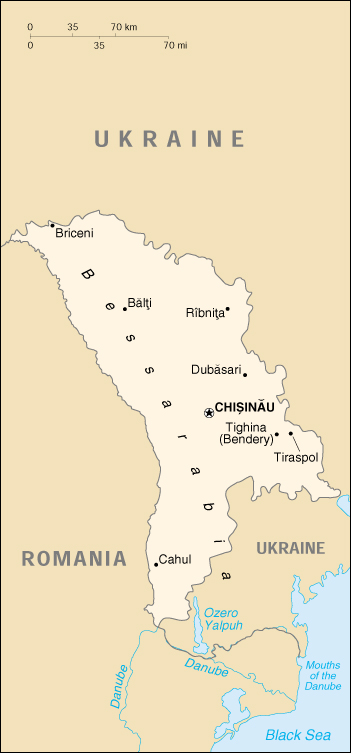 0 35 70 km
0 35 70 mi
UKRAINE
Briceni
Bessarabia
Bălţi
Rîbniţa
Dubăsari
CHIŞINĂU
Tighina
(Bendery)
Tiraspol
Cahul
ROMANIA
UKRAINE
Ozero
Yalpuh
Danube
Danube
Mouths
of the
Danube
Black Sea